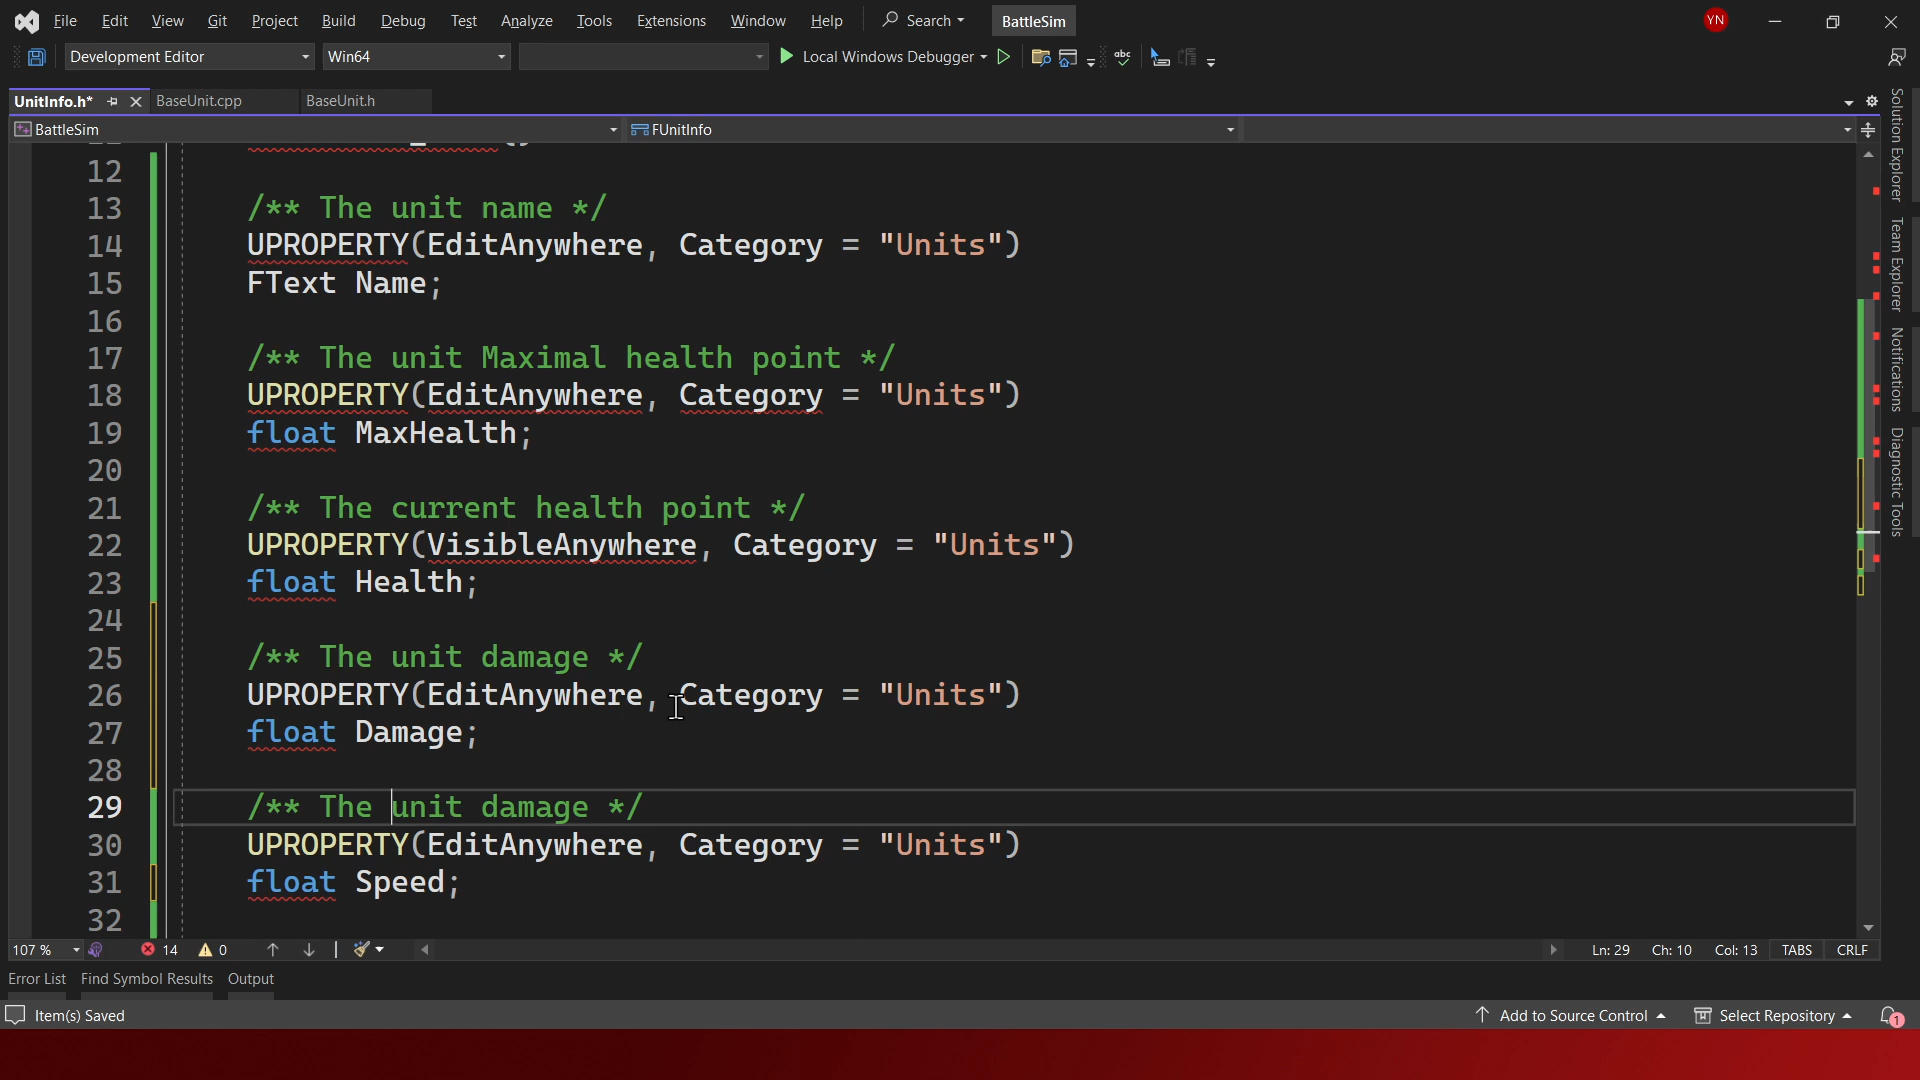 File Edit View Git Project Build Debug Test Analyze Tools Extensions Window Help Search BattleSim YN
Development Editor Win64 Local Windows Debugger
UnitInfo.h* BaseUnit.cpp BaseUnit.h
BattleSim FUnitInfo
12
13 /** The unit name */
14 UPROPERTY(EditAnywhere, Category = "Units")
15 FText Name;
16
17 /** The unit Maximal health point */
18 UPROPERTY(EditAnywhere, Category = "Units")
19 float MaxHealth;
20
21 /** The current health point */
22 UPROPERTY(VisibleAnywhere, Category = "Units")
23 float Health;
24
25 /** The unit damage */
26 UPROPERTY(EditAnywhere, Category = "Units")
27 float Damage;
28
29 /** The unit damage */
30 UPROPERTY(EditAnywhere, Category = "Units")
31 float Speed;
32
107 % 14 0 Ln: 29 Ch: 10 Col: 13 TABS CRLF
Error List Find Symbol Results Output
Item(s) Saved Add to Source Control Select Repository 1
Solution Explorer
Team Explorer
Notifications
Diagnostic Tools